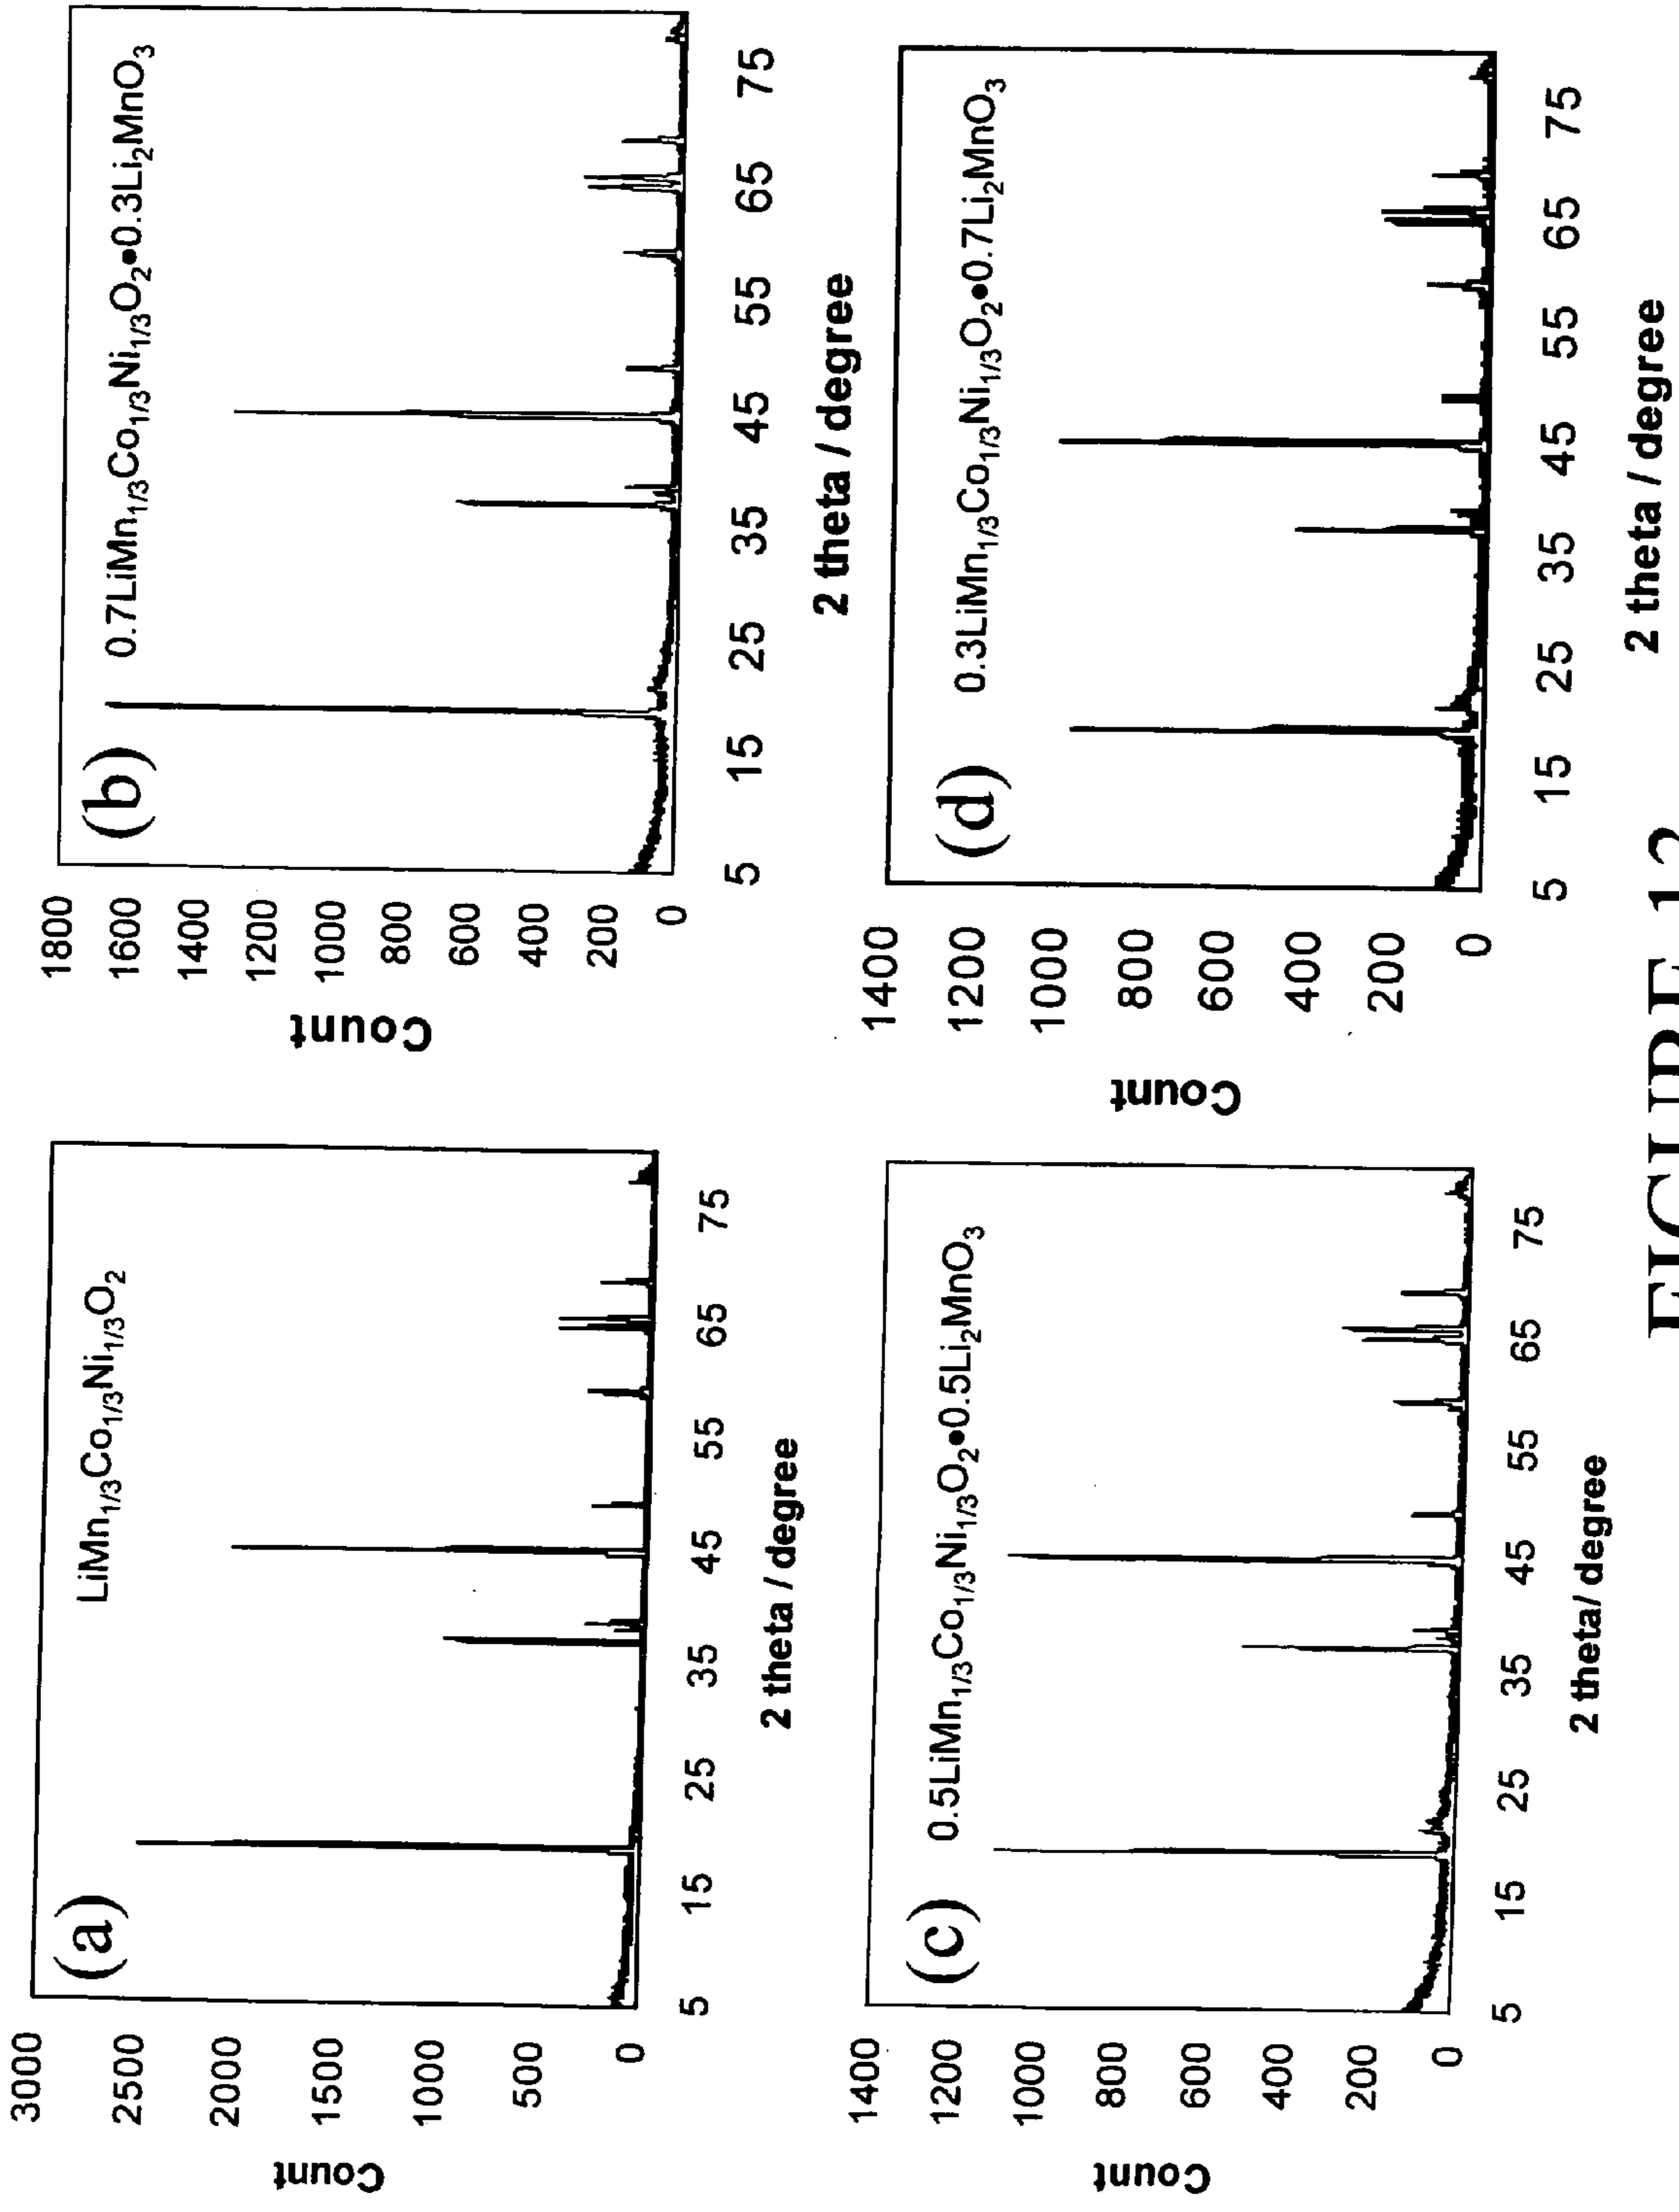 (a)
LiMn1/3Co1/3Ni1/3O2
Count
3000
2500
2000
1500
1000
500
0
5 15 25 35 45 55 65 75
2 theta / degree
(b)
0.7LiMn1/3Co1/3Ni1/3O2●0.3Li2MnO3
Count
1800
1600
1400
1200
1000
800
600
400
200
0
5 15 25 35 45 55 65 75
2 theta / degree
(c)
0.5LiMn1/3Co1/3Ni1/3O2●0.5Li2MnO3
Count
1400
1200
1000
800
600
400
200
0
5 15 25 35 45 55 65 75
2 theta/ degree
(d)
0.3LiMn1/3Co1/3Ni1/3O2●0.7Li2MnO3
Count
1400
1200
1000
800
600
400
200
0
5 15 25 35 45 55 65 75
2 theta / degree
FIGURE 12